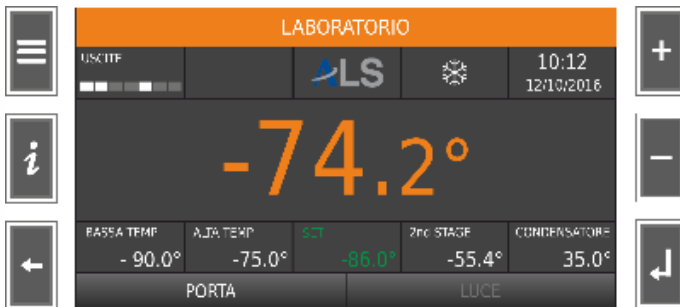 LABORATORIO
USCITE
ALS
10:12
12/10/2016
-74.2°
BASSA TEMP
ALTA TEMP
SET
2nd STAGE
CONDENSATORE
- 90.0°
-75.0°
-86.0°
-55.4°
35.0°
PORTA
LUCE
+
i
−